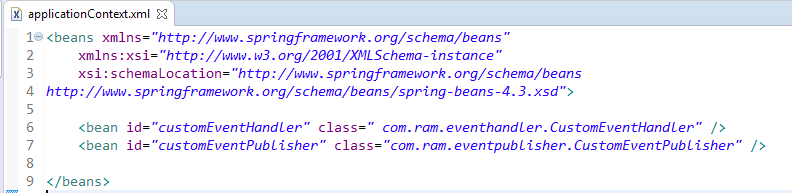 applicationContext.xml
1 <beans xmlns="http://www.springframework.org/schema/beans"
2 xmlns:xsi="http://www.w3.org/2001/XMLSchema-instance"
3 xsi:schemaLocation="http://www.springframework.org/schema/beans
4 http://www.springframework.org/schema/beans/spring-beans-4.3.xsd">
5
6 <bean id="customEventHandler" class=" com.ram.eventhandler.CustomEventHandler" />
7 <bean id="customEventPublisher" class="com.ram.eventpublisher.CustomEventPublisher" />
8
9 </beans>